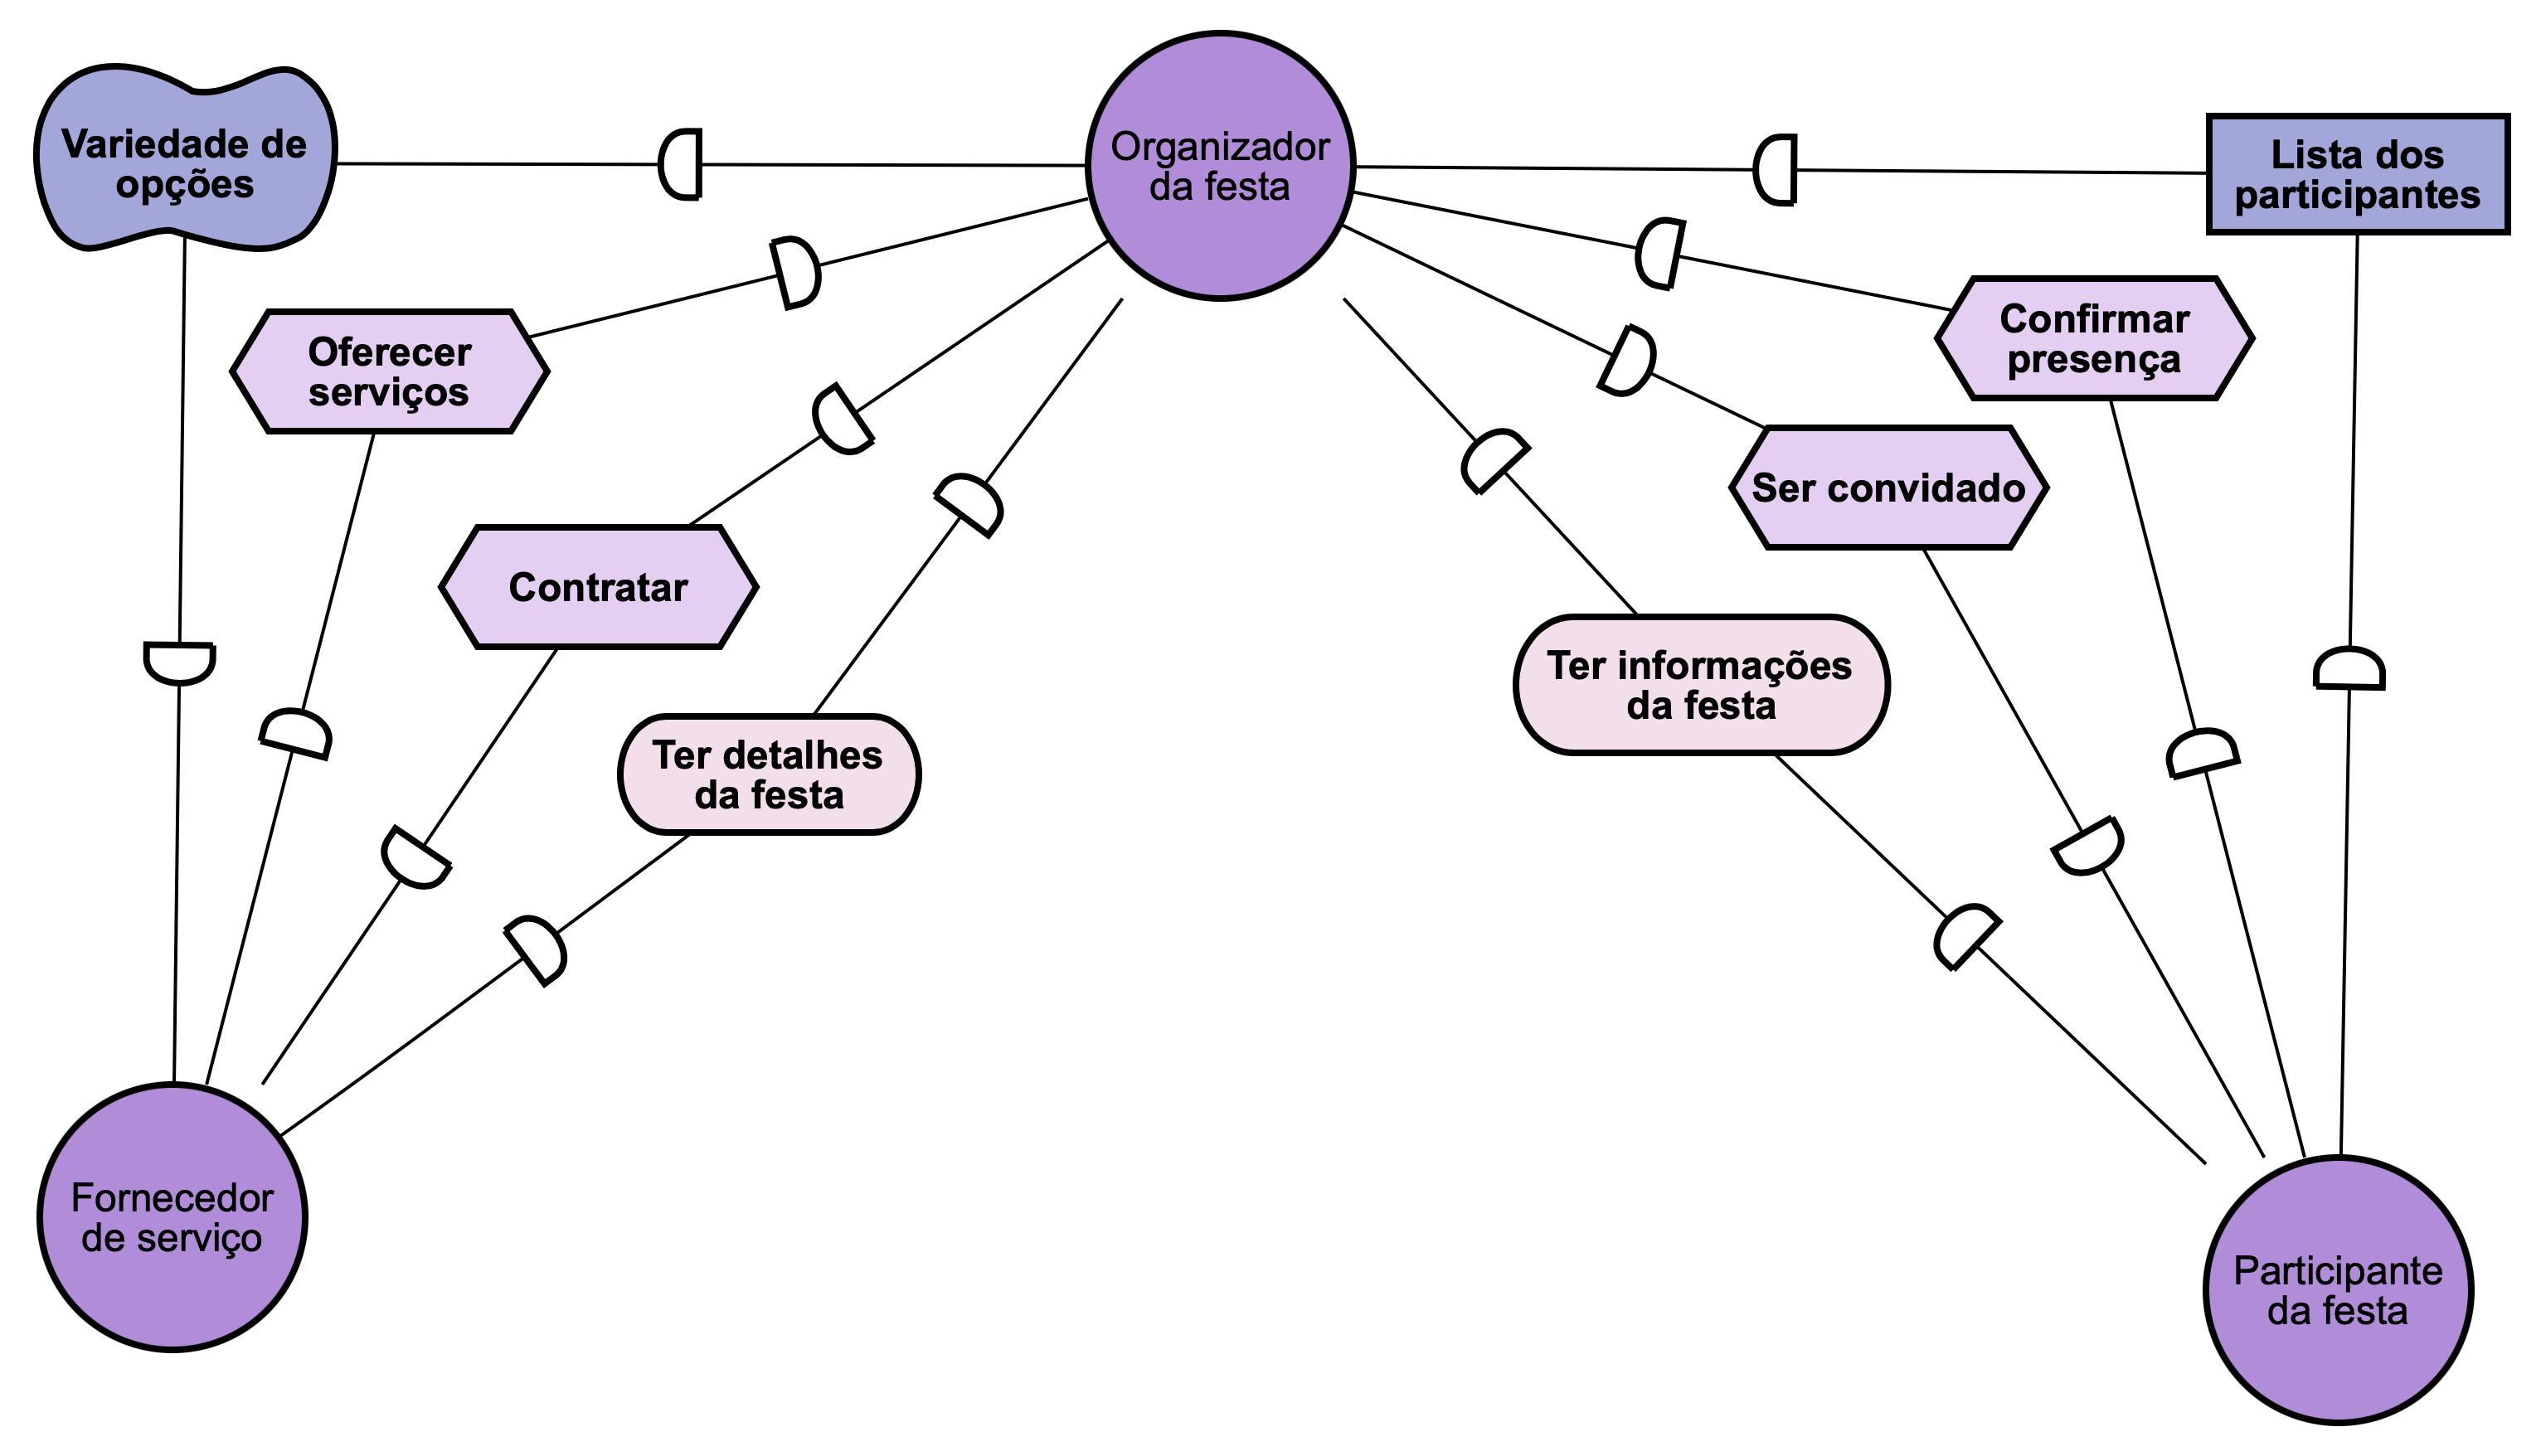 Organizador
da festa
Variedade de
opções
Lista dos
participantes
Oferecer
serviços
Confirmar
presença
Ser convidado
Contratar
Ter informações
da festa
Ter detalhes
da festa
Fornecedor
de serviço
Participante
da festa